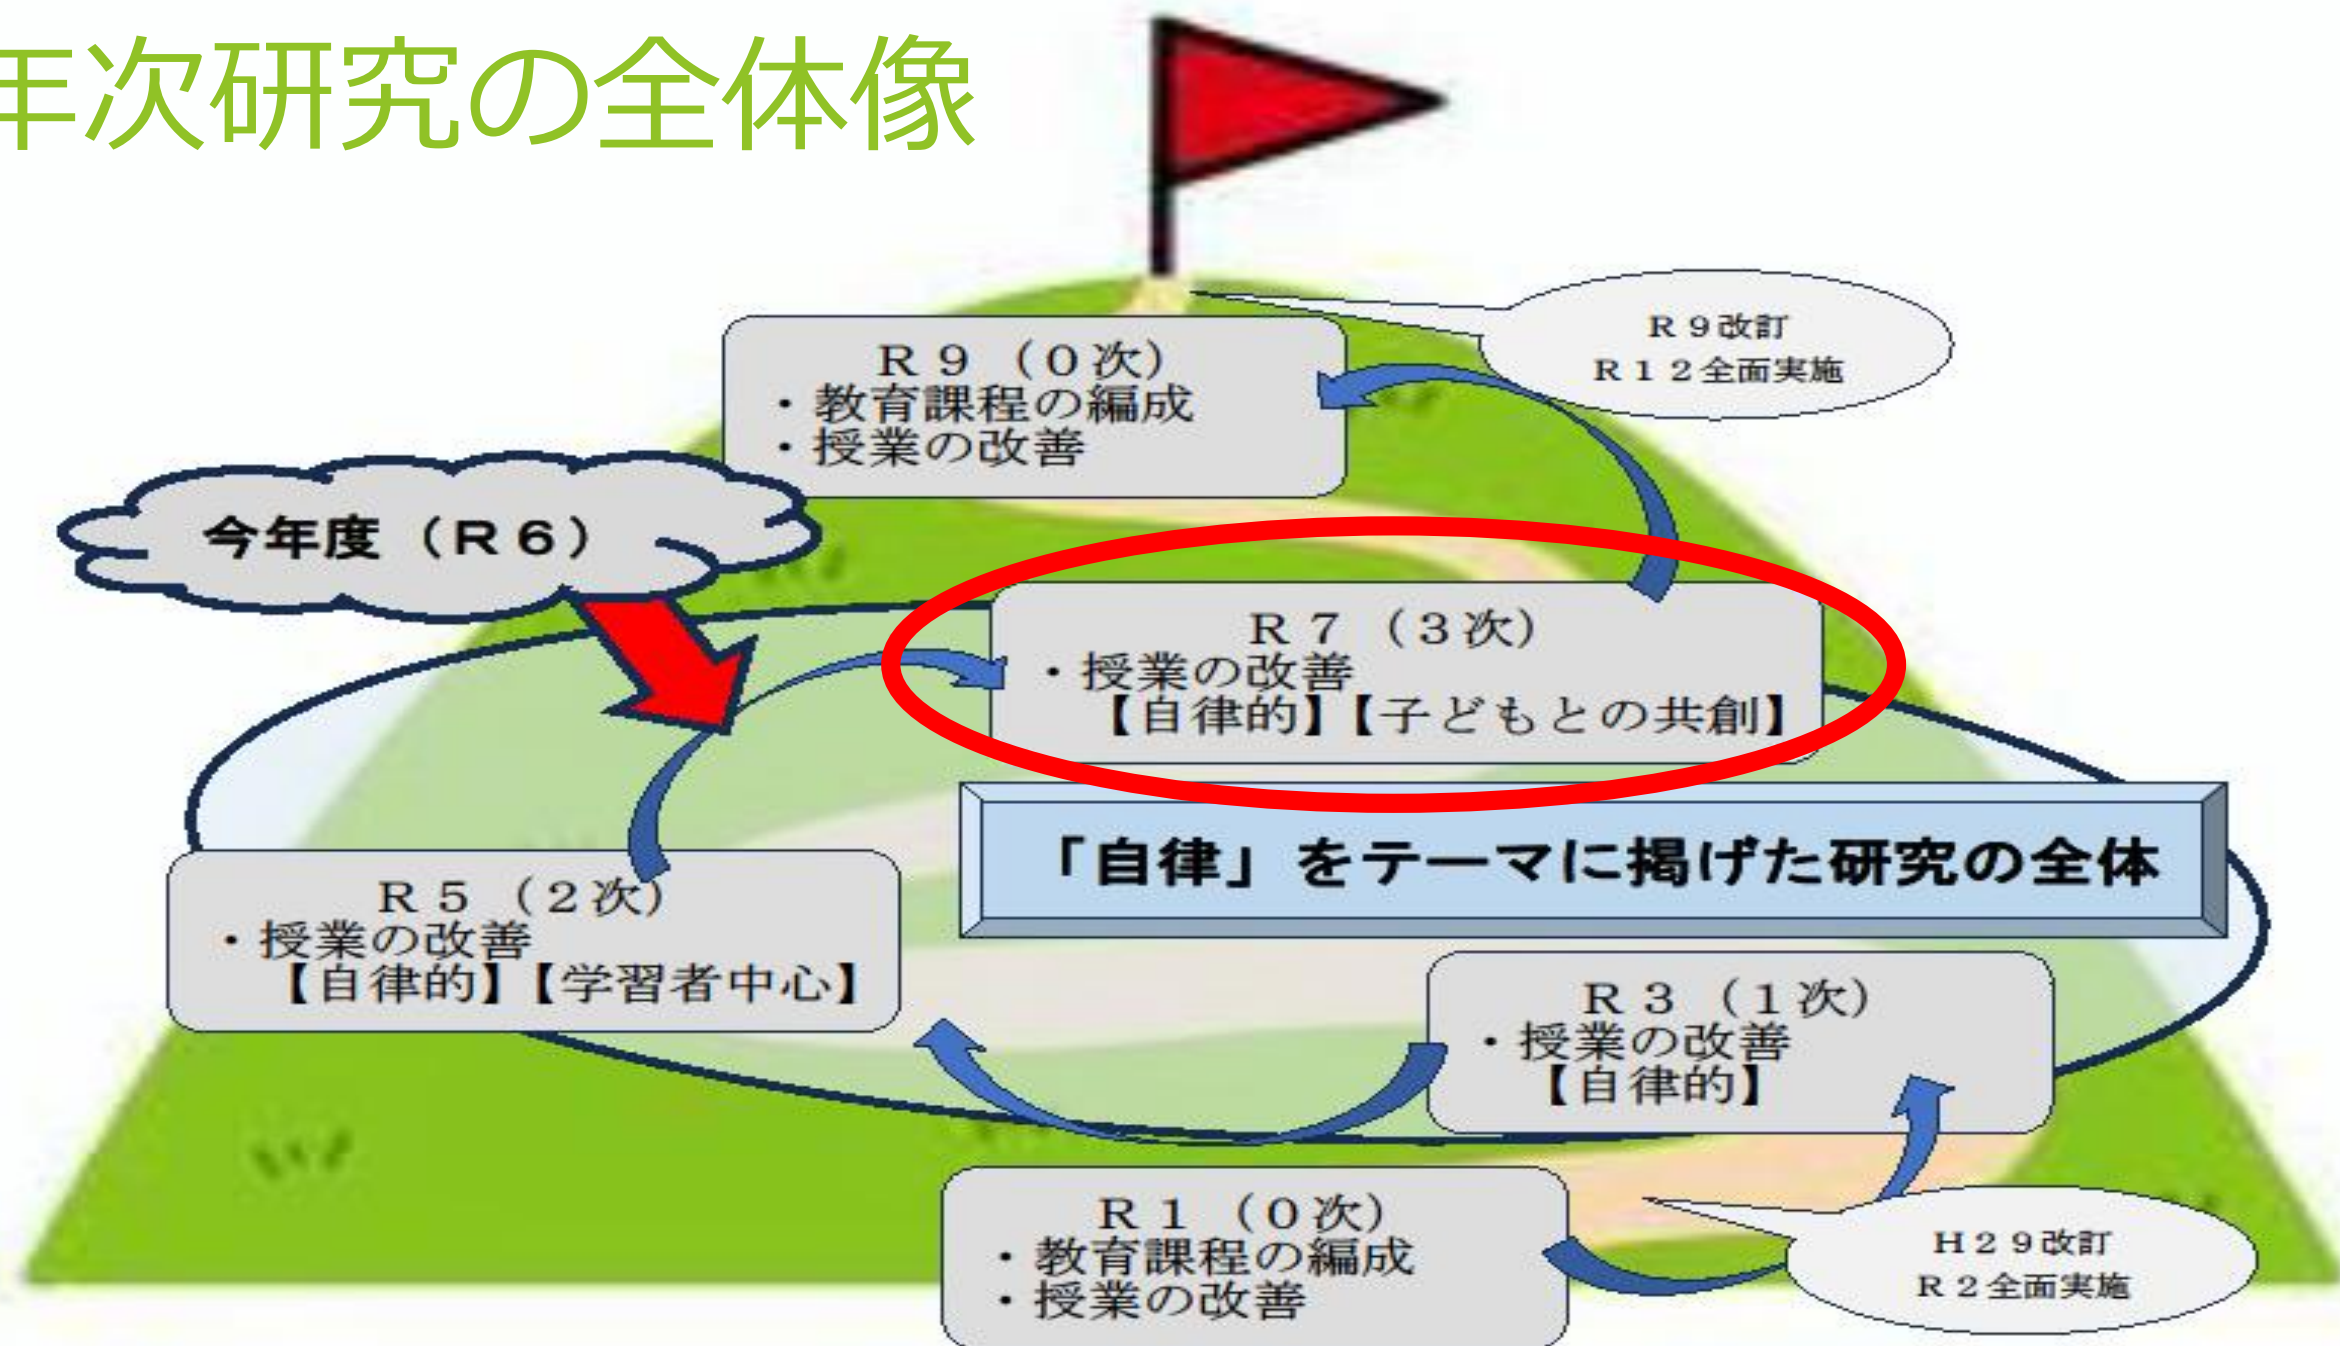 年次研究の全体像
R9改訂
R12全面実施
R9（0次）
・教育課程の編成
・授業の改善
今年度（R6）
R7（3次）
・授業の改善
【自律的】【子どもとの共創】
「自律」をテーマに掲げた研究の全体
R5（2次）
・授業の改善
【自律的】【学習者中心】
R3（1次）
・授業の改善
【自律的】
R1（0次）
・教育課程の編成
・授業の改善
H29改訂
R2全面実施